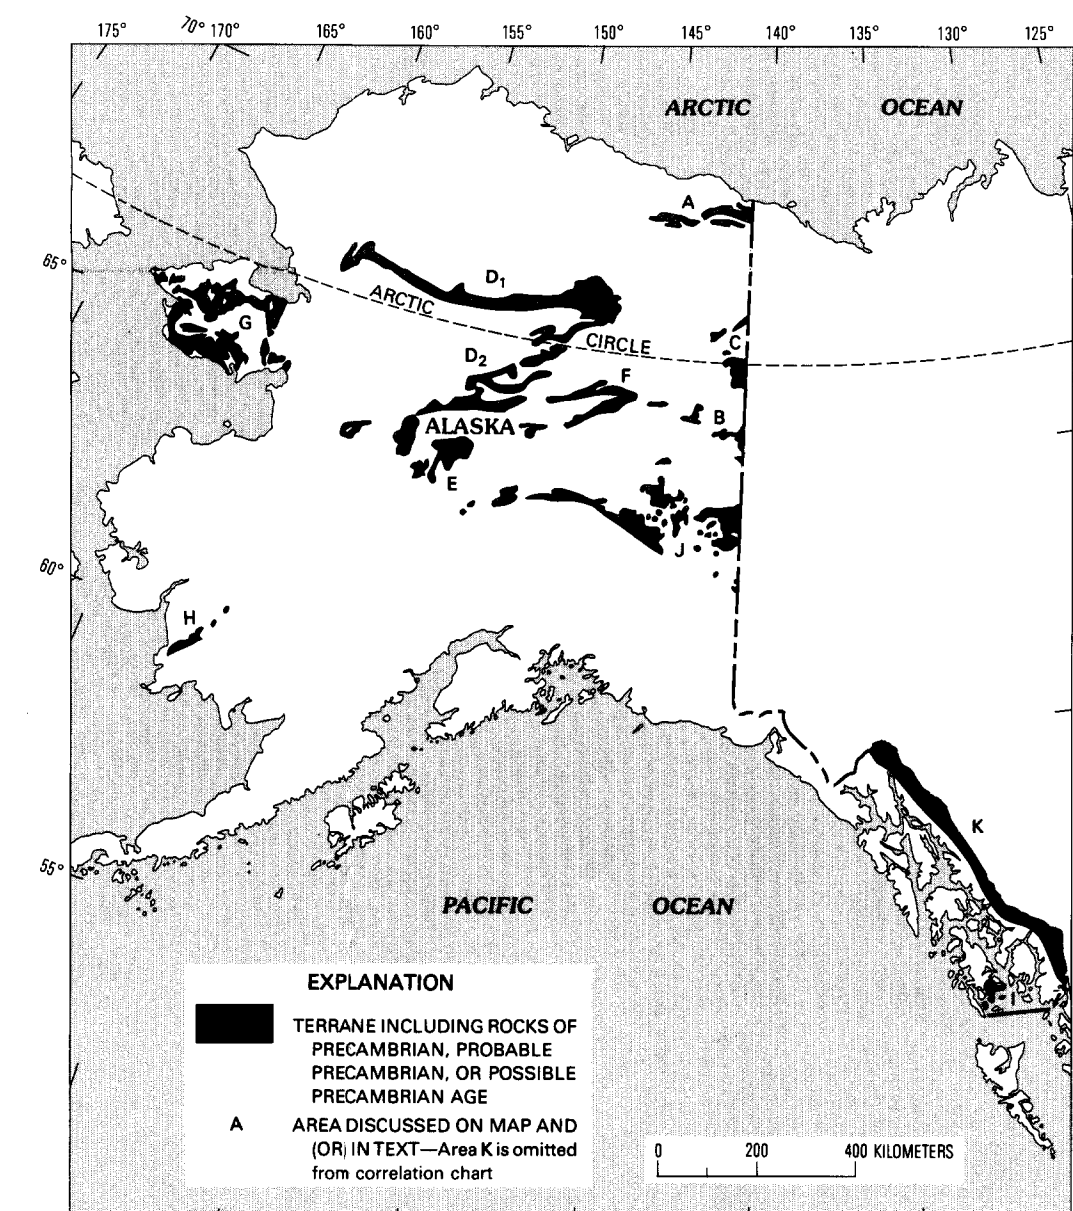 175° 70° 170° 165° 160° 155° 150° 145° 140° 135° 130° 125°
ARCTIC OCEAN
A
65°
D1
ARCTIC
G
C
CIRCLE
D2
F
B
ALASKA
E
J
60°
H
K
55°
PACIFIC OCEAN
I
EXPLANATION
TERRANE INCLUDING ROCKS OF
PRECAMBRIAN, PROBABLE
PRECAMBRIAN, OR POSSIBLE
PRECAMBRIAN AGE
A AREA DISCUSSED ON MAP AND
(OR) IN TEXT—Area K is omitted
from correlation chart
0 200 400 KILOMETERS